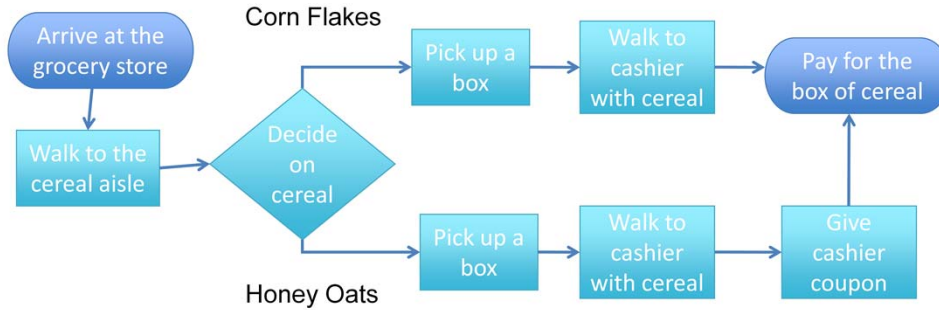 Corn Flakes
Arrive at the
grocery store
Walk to the
cereal aisle
Decide
on
cereal
Pick up a
box
Walk to
cashier
with cereal
Pay for the
box of cereal
Pick up a
box
Walk to
cashier
with cereal
Give
cashier
coupon
Honey Oats